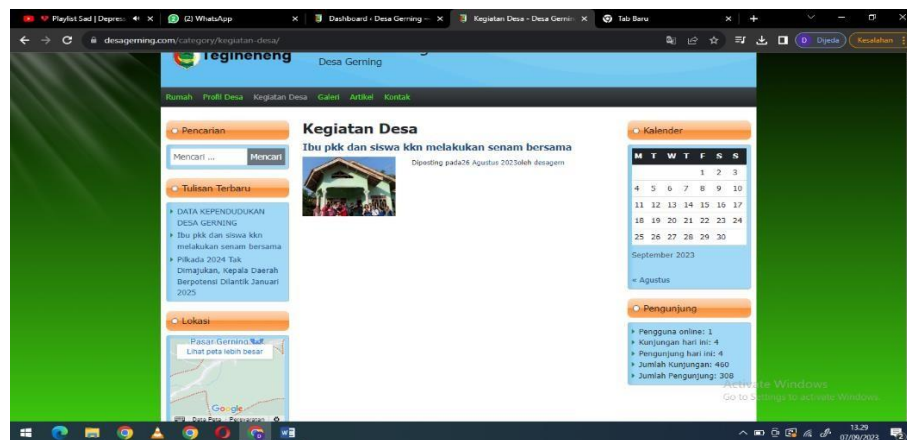 Playlist Sad | Depres
(2) WhatsApp
Dashboard ‹ Desa Gerning —
Kegiatan Desa - Desa Gernin
Tab Baru
desagerning.com/category/kegiatan-desa/
D
Dijeda
Kesalahan
Tegineneng
Desa Gerning
Rumah Profil Desa Kegiatan Desa Galeri Artikel Kontak
Pencarian
Mencari ...
Mencari
Tulisan Terbaru
DATA KEPENDUDUKAN
DESA GERNING
Ibu pkk dan siswa kkn
melakukan senam bersama
Pilkada 2024 Tak
Dimajukan, Kepala Daerah
Berpotensi Dilantik Januari
2025
Lokasi
Pasar Gerning
Lihat peta lebih besar
Google
Data Peta Persyaratan
Kegiatan Desa
Ibu pkk dan siswa kkn melakukan senam bersama
Diposting pada26 Agustus 2023oleh desagern
Kalender
M T W T F S S
1 2 3
4 5 6 7 8 9 10
11 12 13 14 15 16 17
18 19 20 21 22 23 24
25 26 27 28 29 30
September 2023
« Agustus
Pengunjung
Pengguna online: 1
Kunjungan hari ini: 4
Pengunjung hari ini: 4
Jumlah Kunjungan: 460
Jumlah Pengunjung: 308
Activate Windows
Go to Settings to activate Windows.
13.29
07/09/2023